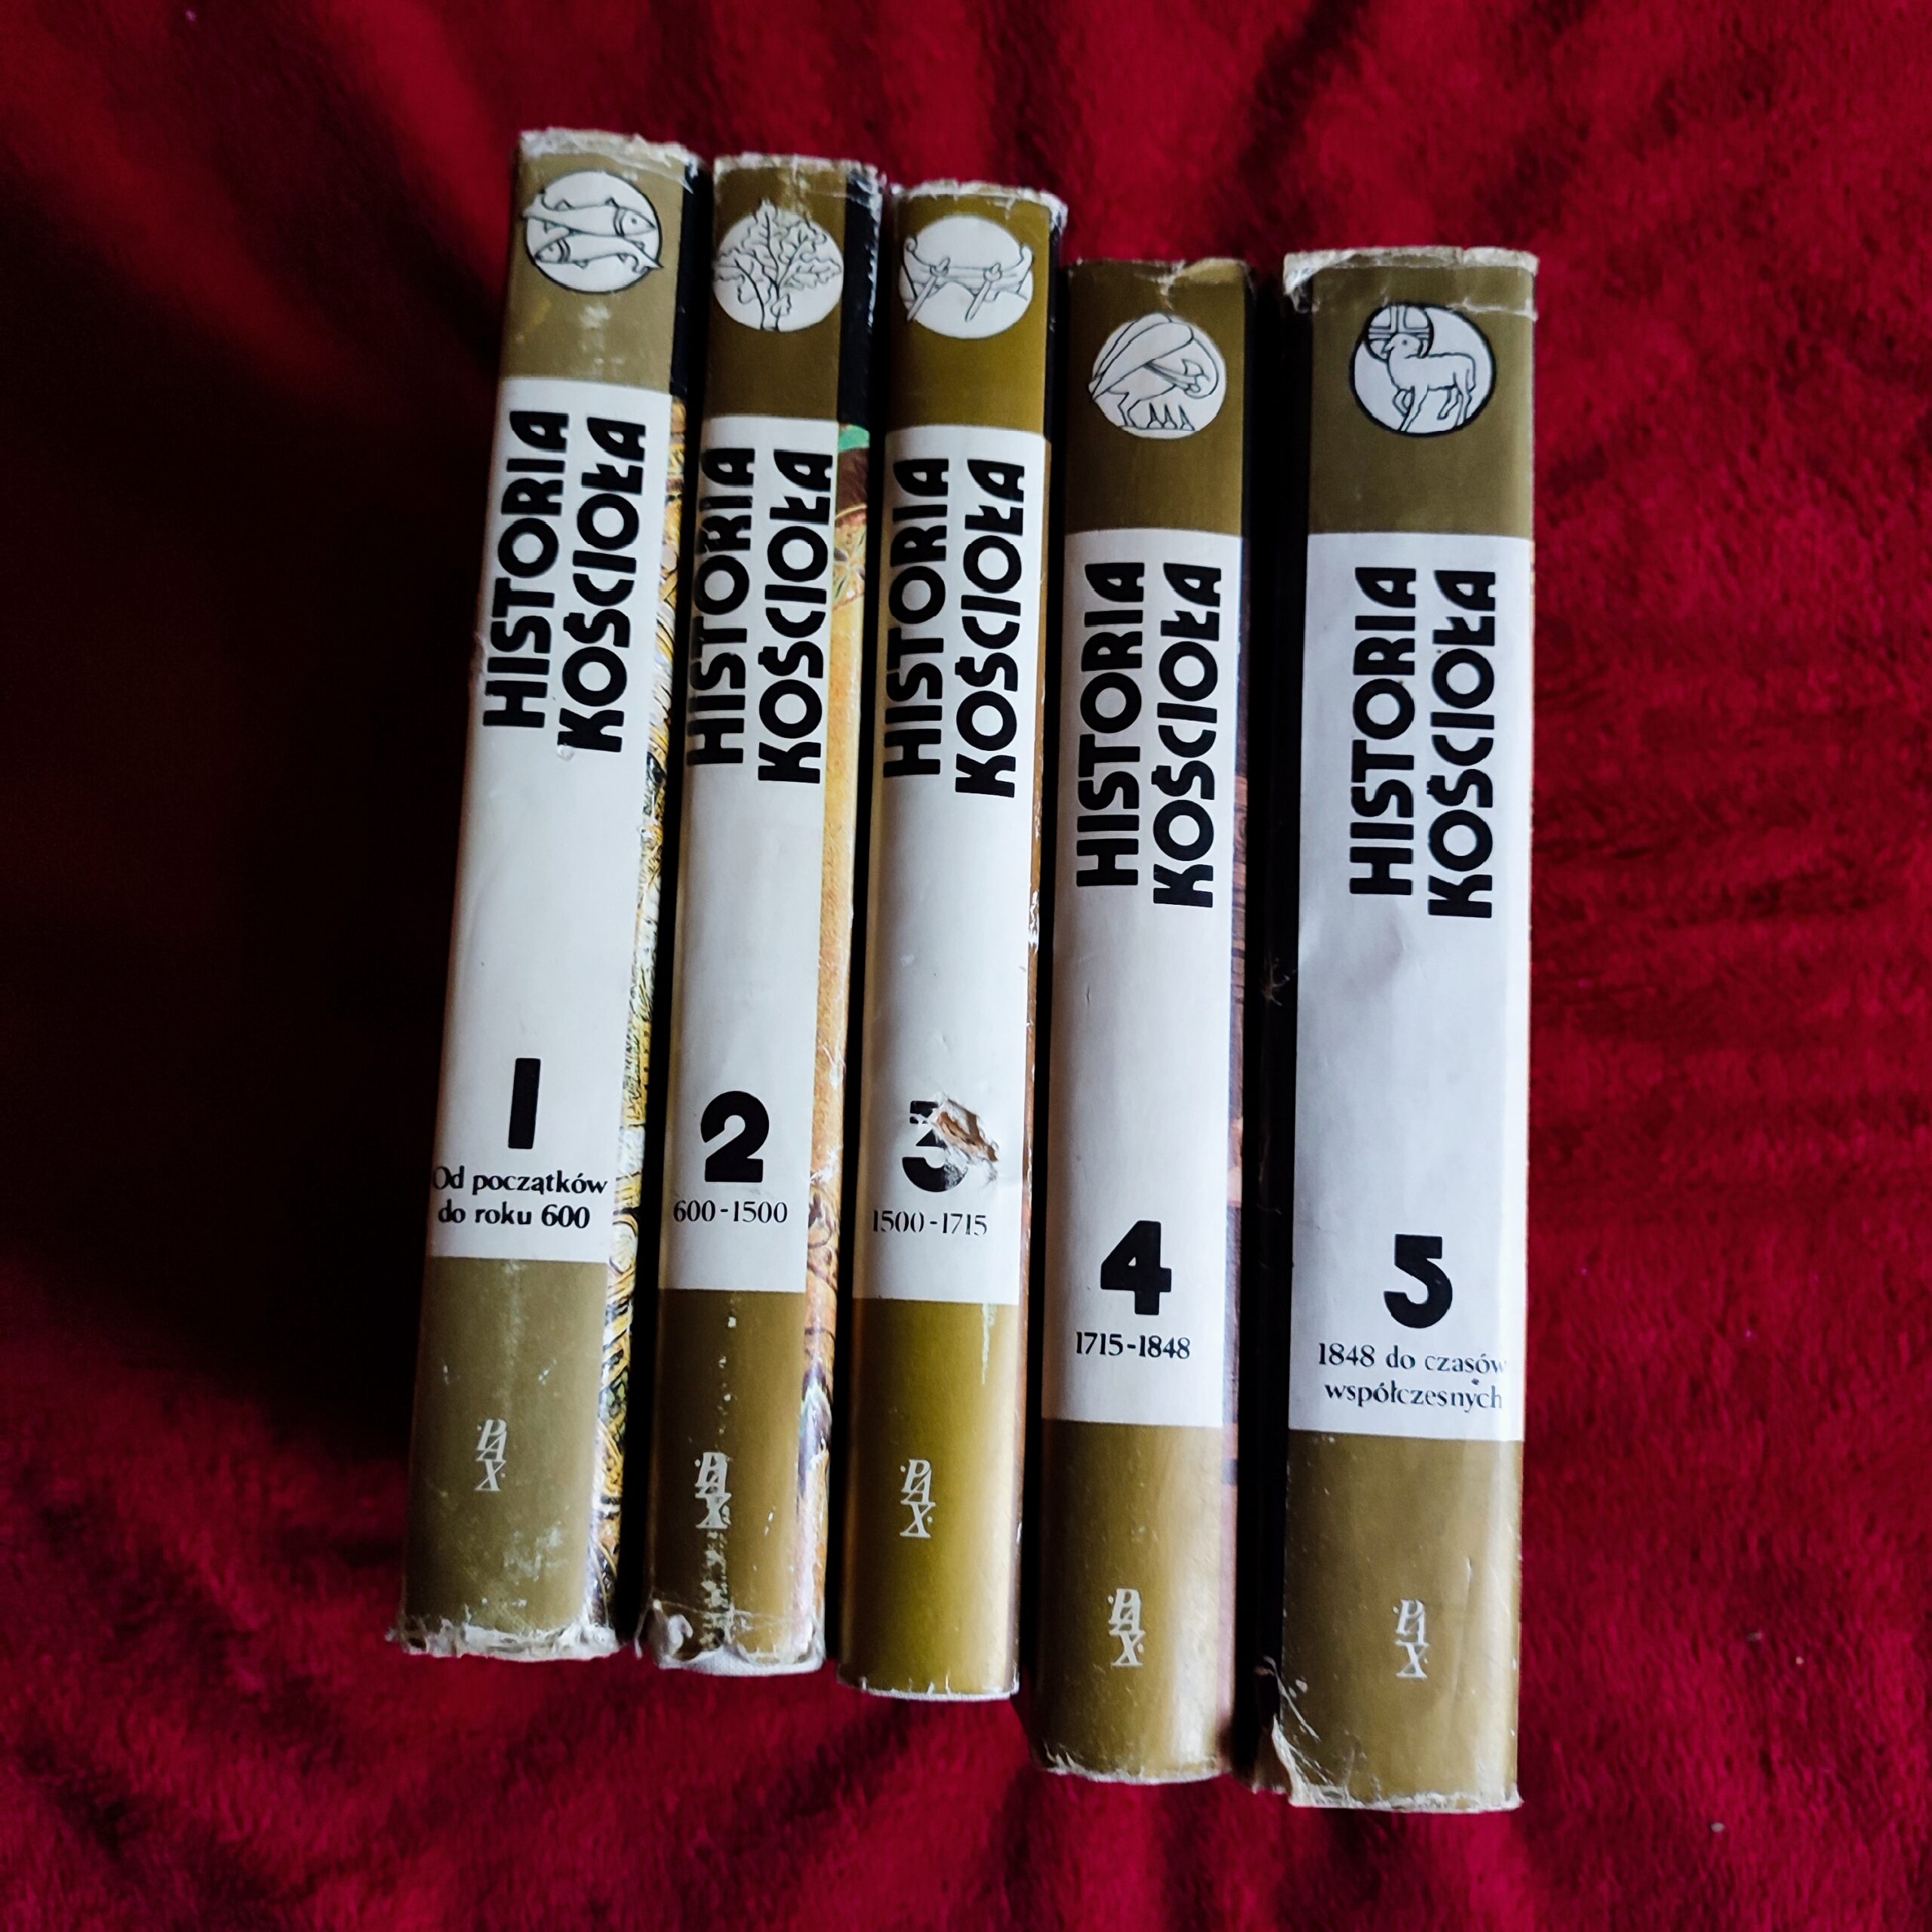 HISTORIA
KOŚCIOŁA
1
Od początków
do roku 600
PAX
HISTORIA
KOŚCIOŁA
2
600-1500
PAX
HISTORIA
KOŚCIOŁA
3
1500-1715
PAX
HISTORIA
KOŚCIOŁA
4
1715-1848
PAX
HISTORIA
KOŚCIOŁA
5
1848 do czasów
współczesnych
PAX